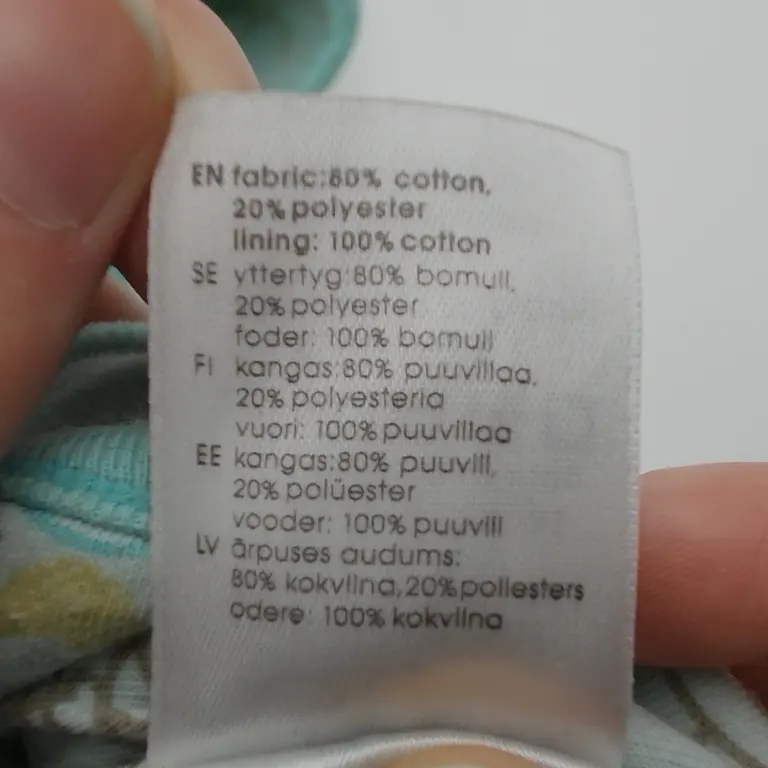 EN fabric:80% cotton,
20% polyester
lining: 100% cotton
SE yttertyg:80% bomull,
20% polyester
foder: 100% bomull
FI kangas:80% puuvillaa,
20% polyesteria
vuori: 100% puuvillaa
EE kangas:80% puuvill,
20% polüester
vooder: 100% puuvill
LV ārpuses audums:
80% kokvilna,20%poliesters
odere: 100% kokvilna